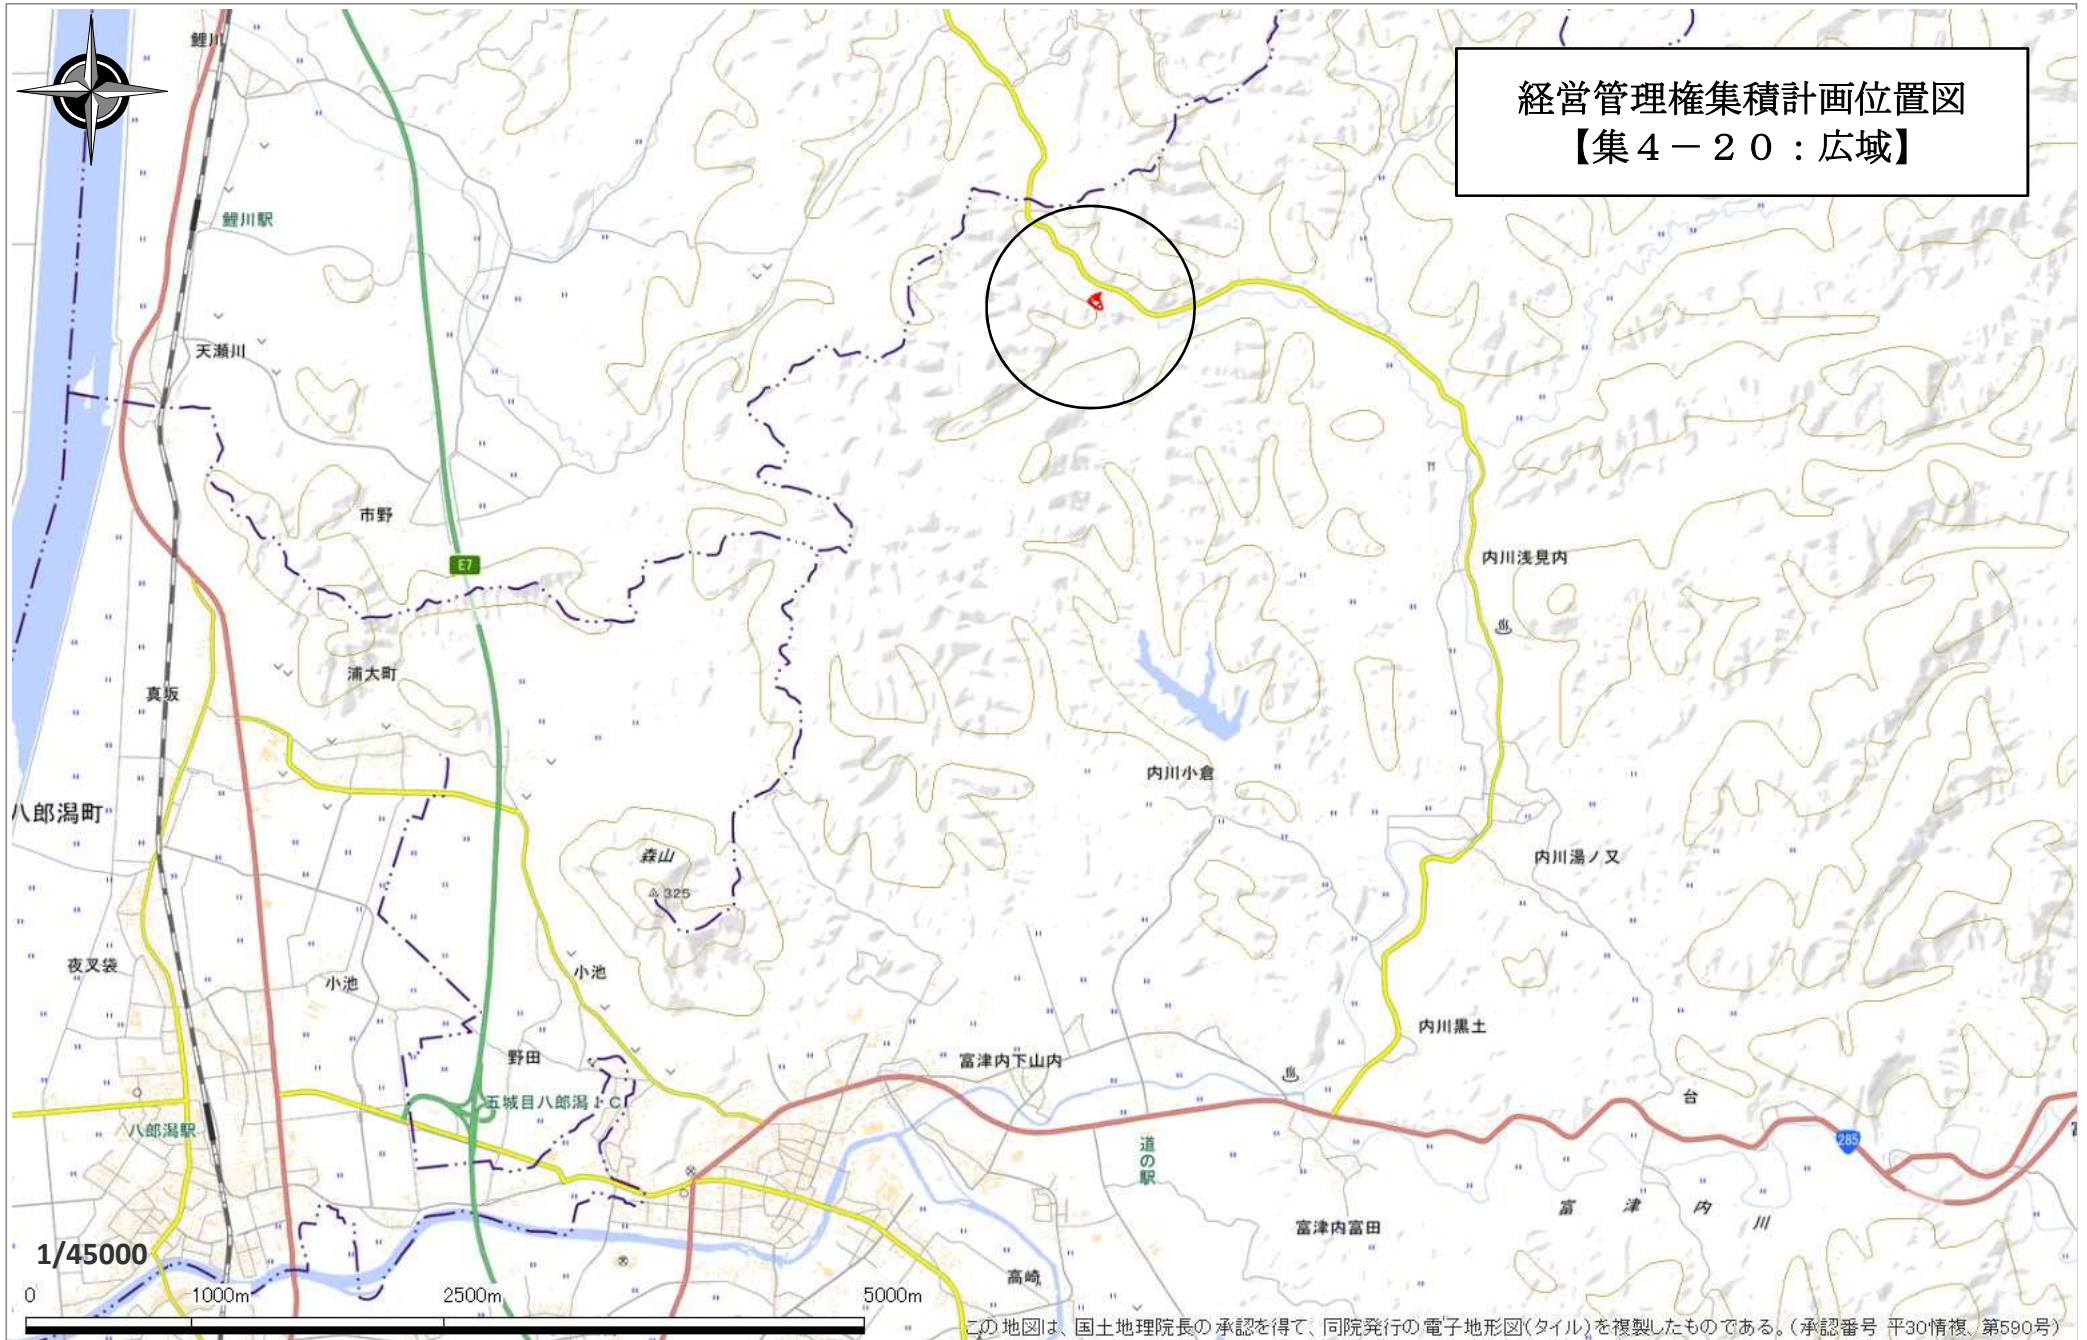 経営管理権集積計画位置図
【集4－20：広域】
鯉川
鯉川駅
天瀬川
市野
E7
内川浅見内
浦大町
真坂
内川小倉
八郎潟町
森山
325
内川湯ノ又
夜叉袋
小池
小池
内川黒土
野田
富津内下山内
台
五城目八郎潟IC
八郎潟駅
道の駅
285
富津内川
富津内富田
高崎
1/45000
0 1000m 2500m 5000m
この地図は、国土地理院長の承認を得て、同院発行の電子地形図(タイル)を複製したものである。(承認番号 平30情複、第590号)